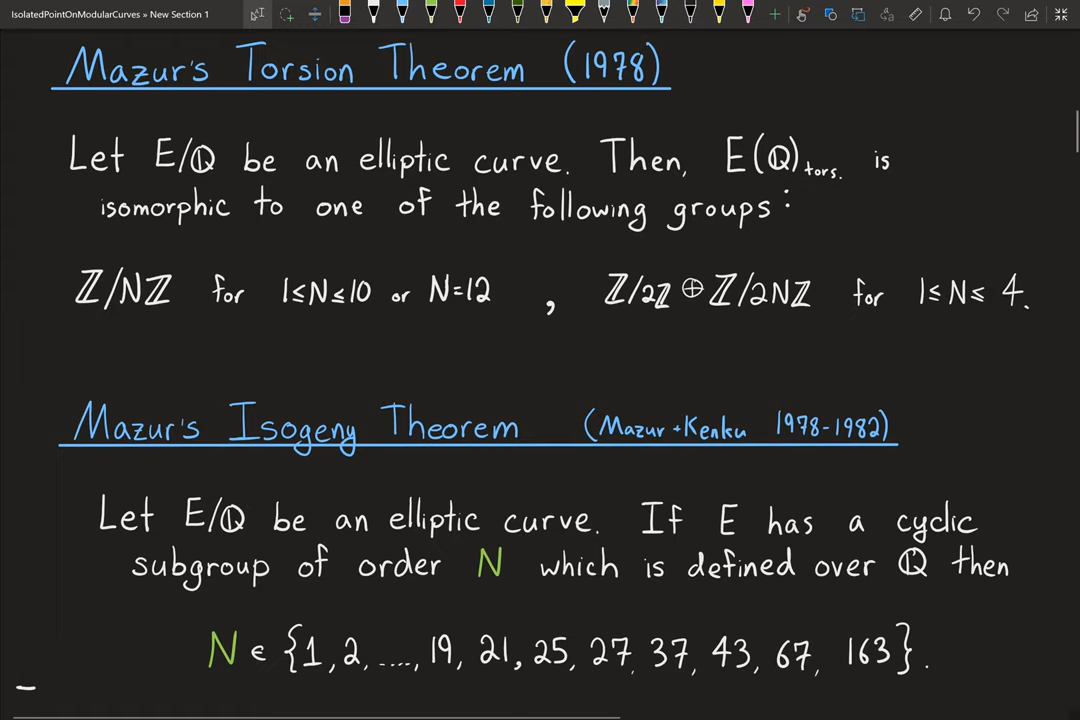 IsolatedPointOnModularCurves » New Section 1
Mazur's Torsion Theorem (1978)
Let E/ℚ be an elliptic curve. Then, E(ℚ)tors. is
isomorphic to one of the following groups:
ℤ/Nℤ for 1≤N≤10 or N=12 , ℤ/2ℤ ⊕ ℤ/2Nℤ for 1≤N≤4.
Mazur's Isogeny Theorem (Mazur + Kenku 1978-1982)
Let E/ℚ be an elliptic curve. If E has a cyclic
subgroup of order N which is defined over ℚ then
N ∈ {1, 2, ...., 19, 21, 25, 27, 37, 43, 67, 163}.